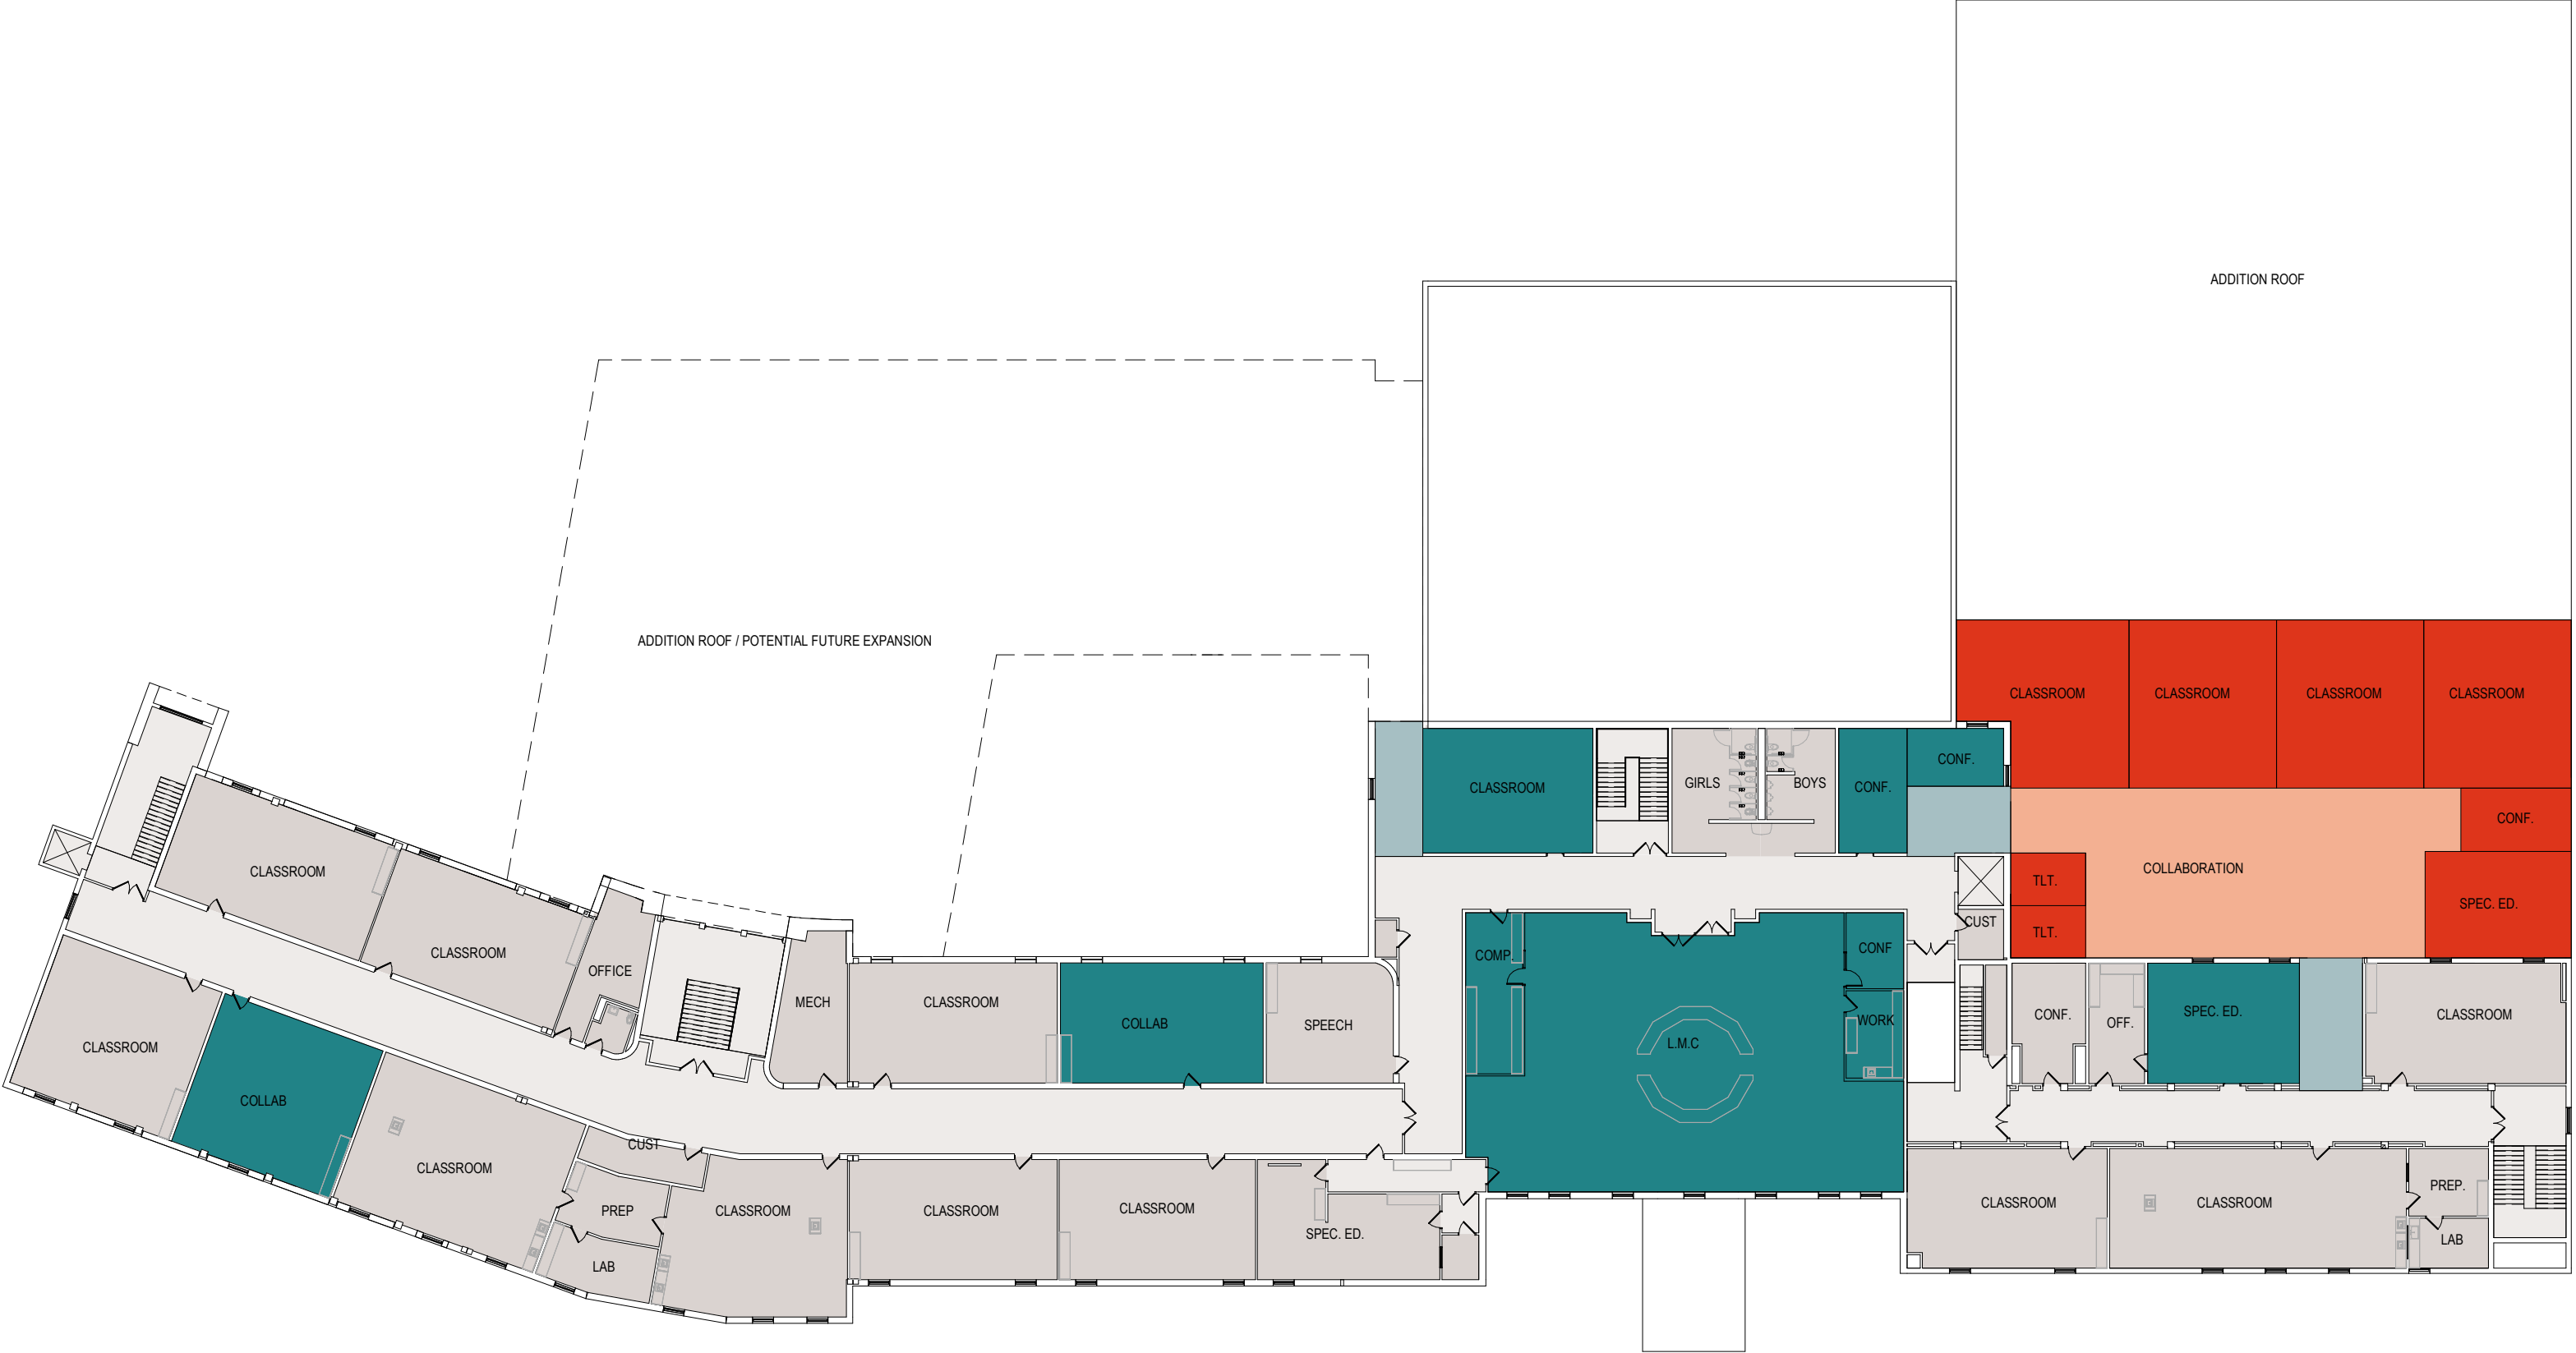 ADDITION ROOF
ADDITION ROOF / POTENTIAL FUTURE EXPANSION
CLASSROOM
CLASSROOM
CLASSROOM
CLASSROOM
CONF.
GIRLS
BOYS
CLASSROOM
CONF.
CONF.
COLLABORATION
CLASSROOM
TLT.
SPEC. ED.
CUST
TLT.
CLASSROOM
COMP.
CONF
OFFICE
MECH
CLASSROOM
COLLAB
SPEECH
WORK
L.M.C
CONF.
OFF.
SPEC. ED.
CLASSROOM
CLASSROOM
COLLAB
CUST
CLASSROOM
PREP
CLASSROOM
CLASSROOM
CLASSROOM
SPEC. ED.
CLASSROOM
CLASSROOM
PREP.
LAB
LAB